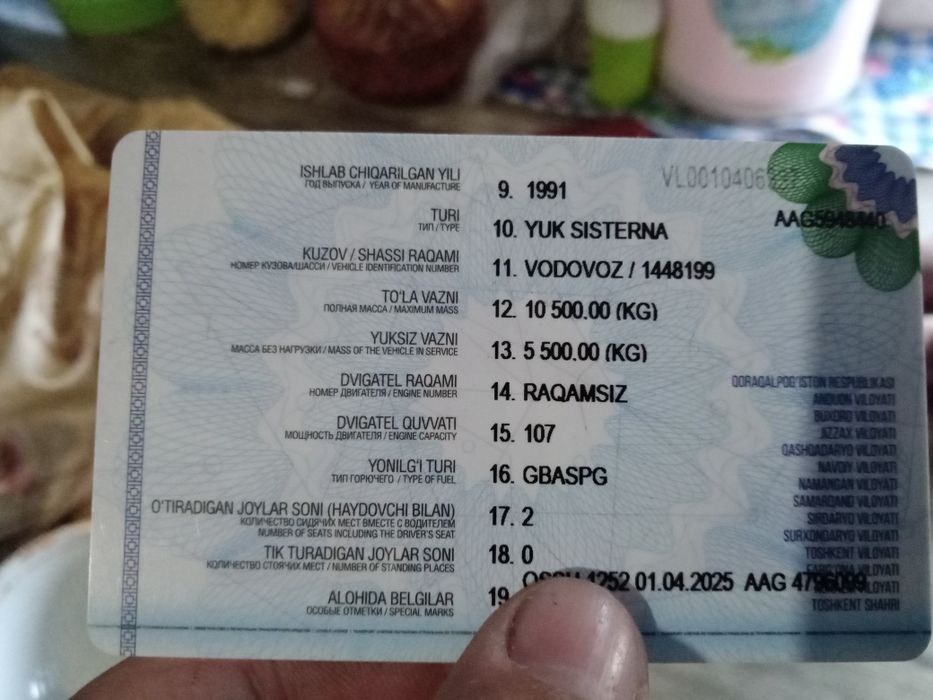 VL0010406
AAG5948440
ISHLAB CHIQARILGAN YILI
ГОД ВЫПУСКА / YEAR OF MANUFACTURE
9. 1991
TURI
ТИП / TYPE
10. YUK SISTERNA
KUZOV / SHASSI RAQAMI
НОМЕР КУЗОВА/ШАССИ / VEHICLE IDENTIFICATION NUMBER
11. VODOVOZ / 1448199
TO'LA VAZNI
ПОЛНАЯ МАССА / MAXIMUM MASS
12. 10 500.00 (KG)
YUKSIZ VAZNI
МАССА БЕЗ НАГРУЗКИ / MASS OF THE VEHICLE IN SERVICE
13. 5 500.00 (KG)
DVIGATEL RAQAMI
НОМЕР ДВИГАТЕЛЯ / ENGINE NUMBER
14. RAQAMSIZ
DVIGATEL QUVVATI
МОЩНОСТЬ ДВИГАТЕЛЯ / ENGINE CAPACITY
15. 107
YONILG'I TURI
ТИП ГОРЮЧЕГО / TYPE OF FUEL
16. GBASPG
O'TIRADIGAN JOYLAR SONI (HAYDOVCHI BILAN)
КОЛИЧЕСТВО СИДЯЧИХ МЕСТ ВМЕСТЕ С ВОДИТЕЛЕМ
NUMBER OF SEATS INCLUDING THE DRIVER'S SEAT
17. 2
TIK TURADIGAN JOYLAR SONI
КОЛИЧЕСТВО СТОЯЧИХ МЕСТ / NUMBER OF STANDING PLACES
18. 0
ALOHIDA BELGILAR
ОСОБЫЕ ОТМЕТКИ / SPECIAL MARKS
19.
4252 01.04.2025 AAG 4796099
QORAQALPOG'ISTON RESPUBLIKASI
ANDIJON VILOYATI
BUXORO VILOYATI
JIZZAX VILOYATI
QASHQADARYO VILOYATI
NAVOIY VILOYATI
NAMANGAN VILOYATI
SAMARQAND VILOYATI
SIRDARYO VILOYATI
SURXONDARYO VILOYATI
TOSHKENT VILOYATI
FARG'ONA VILOYATI
VILOYATI
TOSHKENT SHAHRI